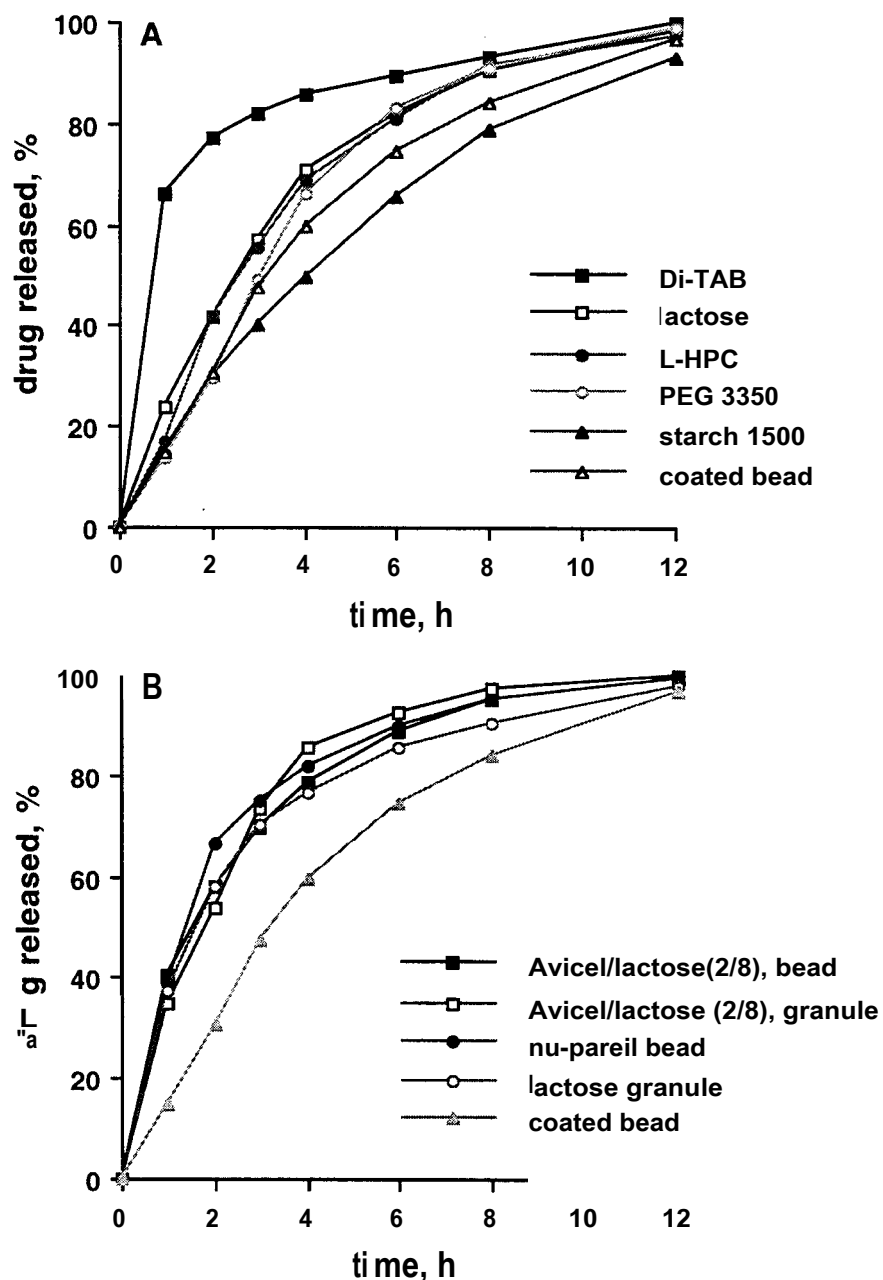 A
100
80
60
40
20
0
drug released, %
0 2 4 6 8 10 12
time, h
Di-TAB
lactose
L-HPC
PEG 3350
starch 1500
coated bead
B
100
80
60
40
20
0
g released, %
0 2 4 6 8 10 12
time, h
Avicel/lactose(2/8), bead
Avicel/lactose (2/8), granule
nu-pareil bead
lactose granule
coated bead